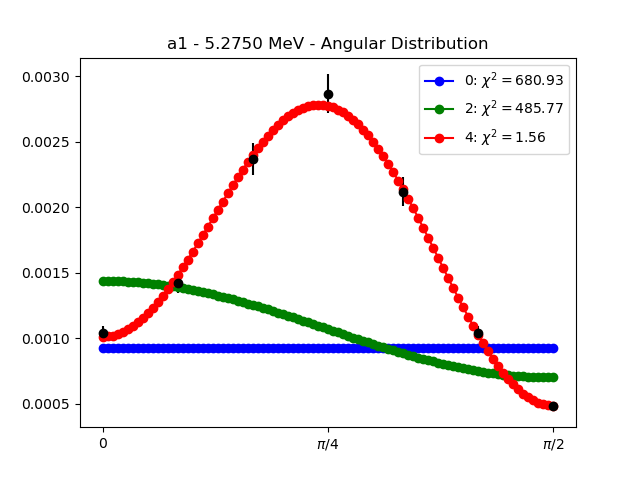 a1 - 5.2750 MeV - Angular Distribution
0: χ² = 680.93
2: χ² = 485.77
4: χ² = 1.56
0.0030
0.0025
0.0020
0.0015
0.0010
0.0005
0
π/4
π/2